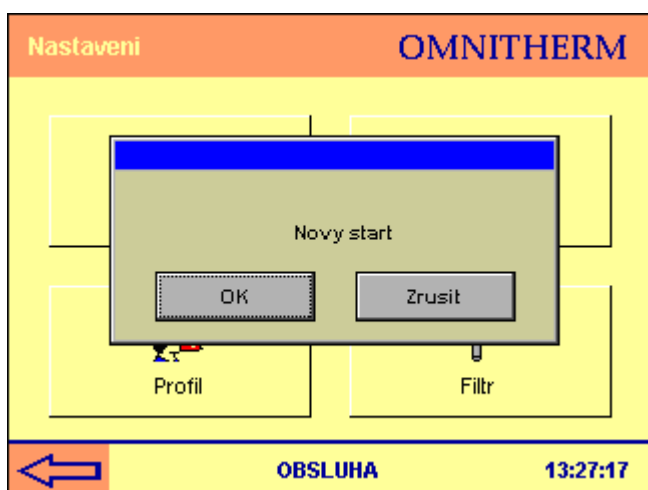 Nastaveni OMNITHERM
Novy start
OK Zrusit
Profil Filtr
OBSLUHA 13:27:17